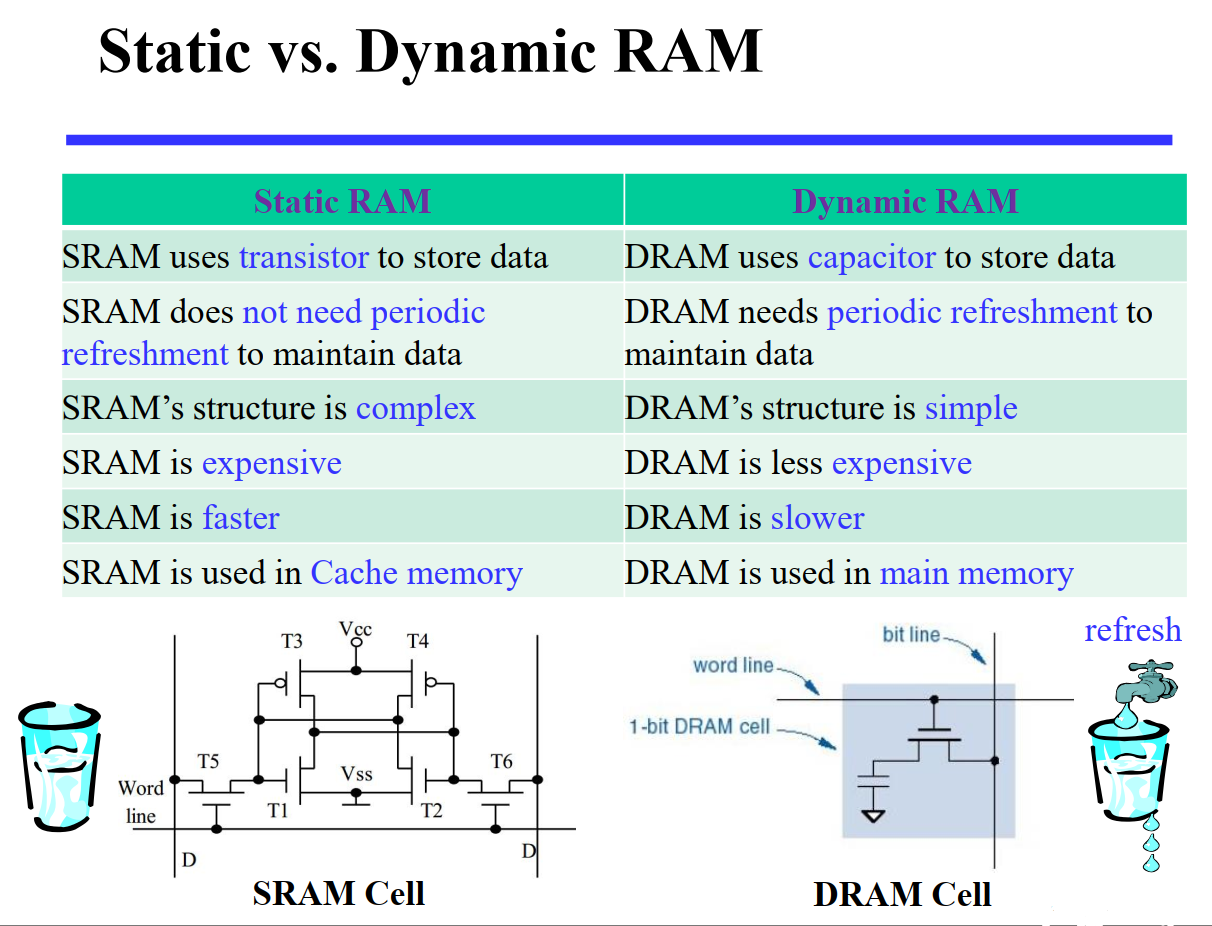 Static vs. Dynamic RAM
Static RAM
Dynamic RAM
SRAM uses transistor to store data
DRAM uses capacitor to store data
SRAM does not need periodic
refreshment to maintain data
DRAM needs periodic refreshment to
maintain data
SRAM’s structure is complex
DRAM’s structure is simple
SRAM is expensive
DRAM is less expensive
SRAM is faster
DRAM is slower
SRAM is used in Cache memory
DRAM is used in main memory
T3
Vcc
T4
T5
Vss
T6
Word
line
T1
T2
D
D
SRAM Cell
bit line
refresh
word line
1-bit DRAM cell
DRAM Cell